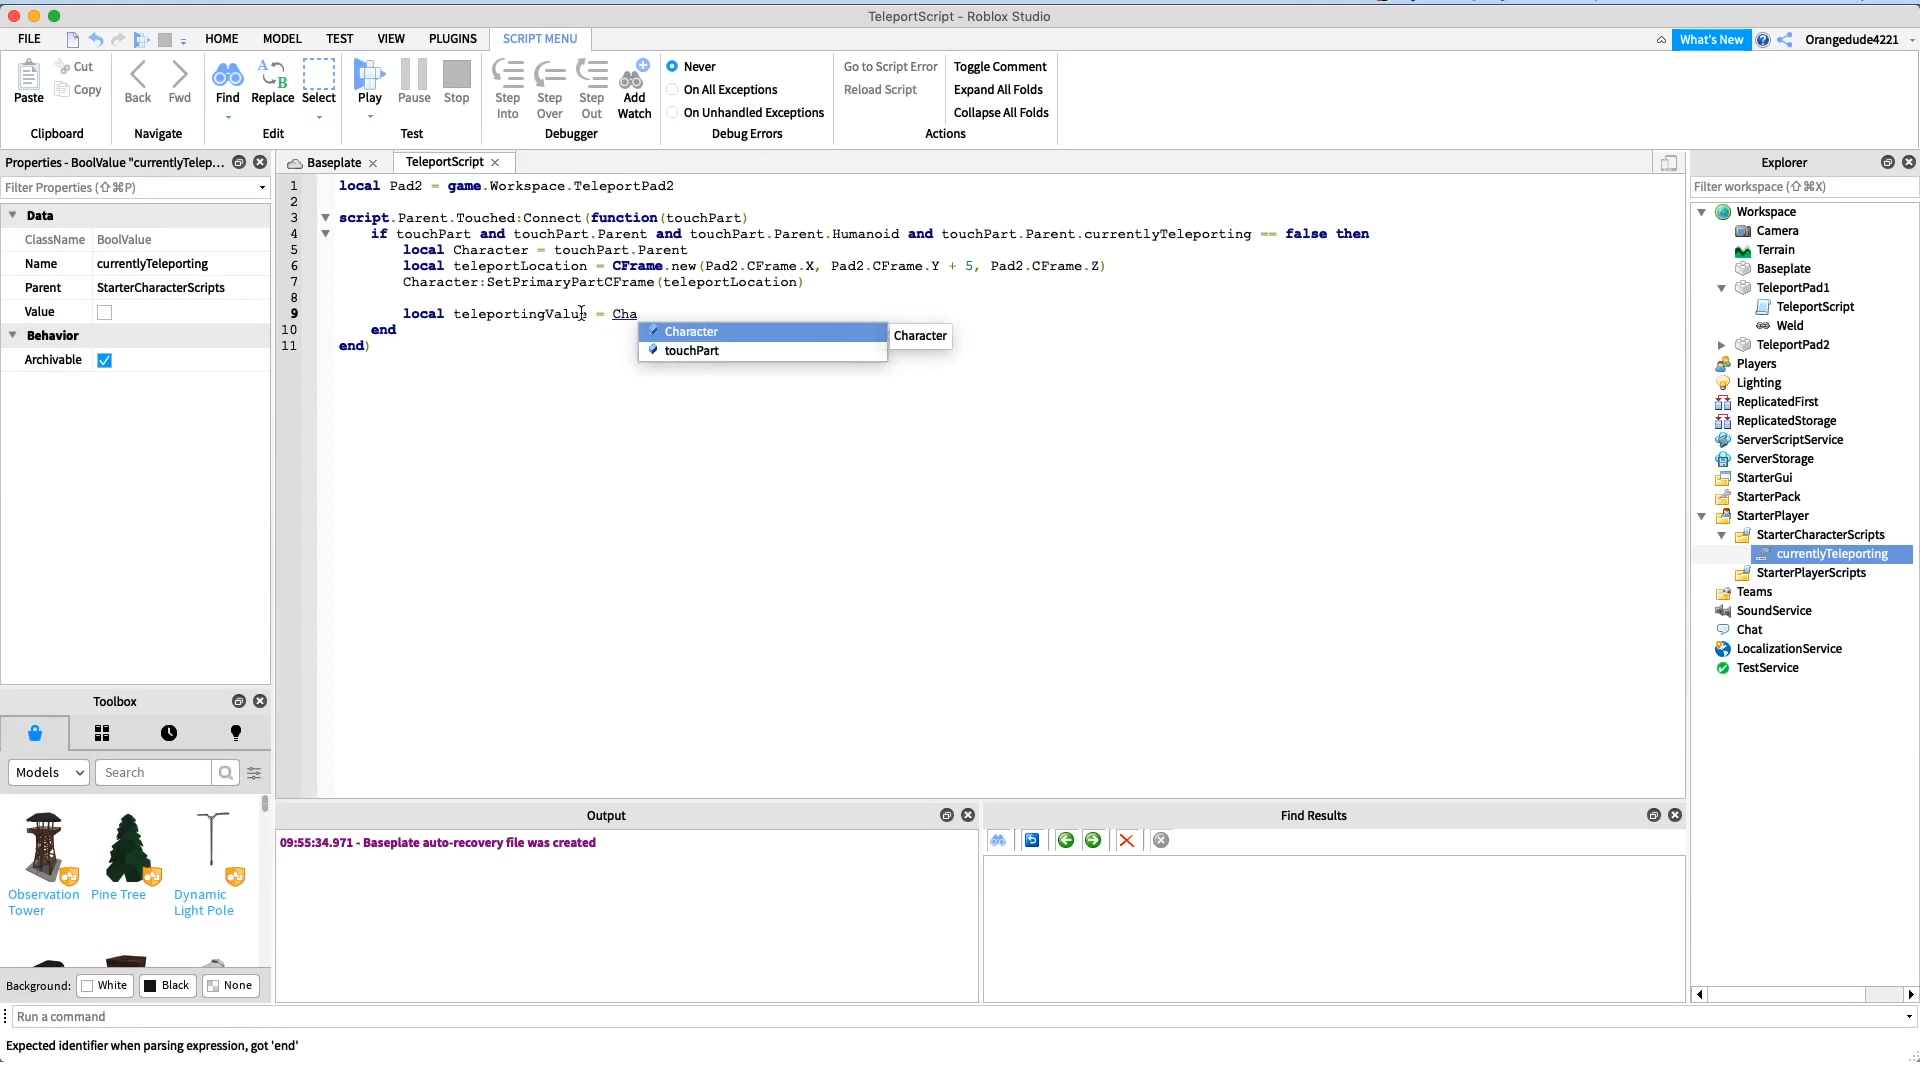 TeleportScript - Roblox Studio
FILE HOME MODEL TEST VIEW PLUGINS SCRIPT MENU What's New Orangedude4221
Paste Cut Copy Back Fwd Find Replace Select Play Pause Stop Step Into Step Over Step Out Add Watch
Never
On All Exceptions
On Unhandled Exceptions
Go to Script Error
Reload Script
Toggle Comment
Expand All Folds
Collapse All Folds
Clipboard Navigate Edit Test Debugger Debug Errors Actions
Properties - BoolValue "currentlyTelep...
Filter Properties (⇧⌘P)
Data
ClassName BoolValue
Name currentlyTeleporting
Parent StarterCharacterScripts
Value
Behavior
Archivable
Baseplate TeleportScript
1 local Pad2 = game.Workspace.TeleportPad2
2
3 script.Parent.Touched:Connect(function(touchPart)
4 if touchPart and touchPart.Parent and touchPart.Parent.Humanoid and touchPart.Parent.currentlyTeleporting == false then
5 local Character = touchPart.Parent
6 local teleportLocation = CFrame.new(Pad2.CFrame.X, Pad2.CFrame.Y + 5, Pad2.CFrame.Z)
7 Character:SetPrimaryPartCFrame(teleportLocation)
8
9 local teleportingValue = Cha
10 end
11 end)
Character
touchPart
Character
Explorer
Filter workspace (⇧⌘X)
Workspace
Camera
Terrain
Baseplate
TeleportPad1
TeleportScript
Weld
TeleportPad2
Players
Lighting
ReplicatedFirst
ReplicatedStorage
ServerScriptService
ServerStorage
StarterGui
StarterPack
StarterPlayer
StarterCharacterScripts
currentlyTeleporting
StarterPlayerScripts
Teams
SoundService
Chat
LocalizationService
TestService
Toolbox
Models Search
Observation Tower
Pine Tree
Dynamic Light Pole
Background: White Black None
Output
09:55:34.971 - Baseplate auto-recovery file was created
Find Results
Run a command
Expected identifier when parsing expression, got 'end'